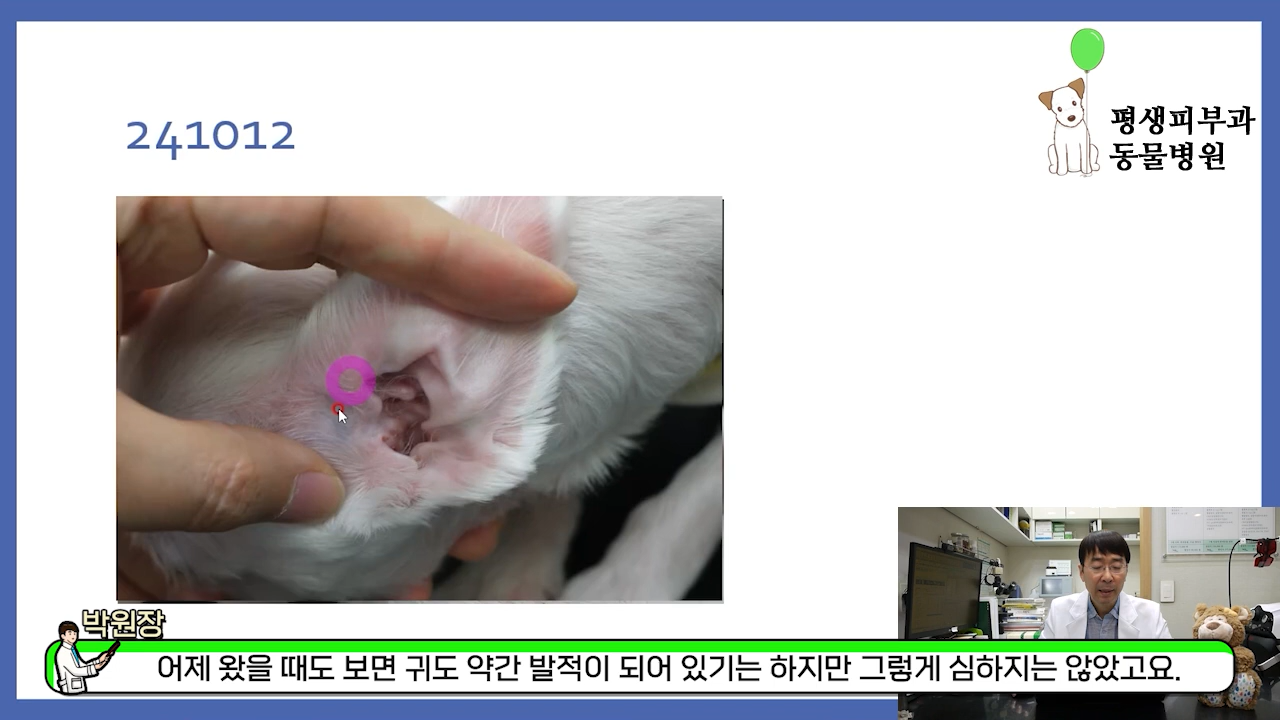 241012
평생피부과
동물병원
박원장
어제 왔을 때도 보면 귀도 약간 발적이 되어 있기는 하지만 그렇게 심하지는 않았고요.